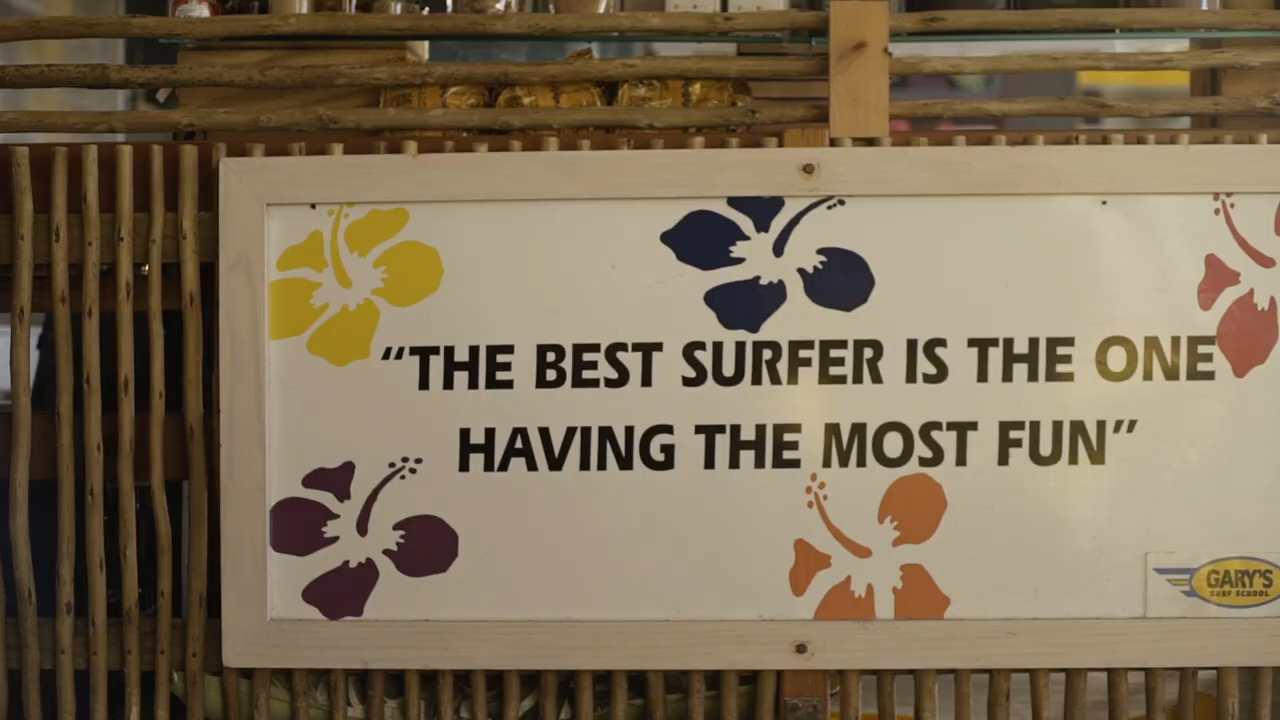 “THE BEST SURFER IS THE ONE
HAVING THE MOST FUN”
GARY'S
SURF SCHOOL